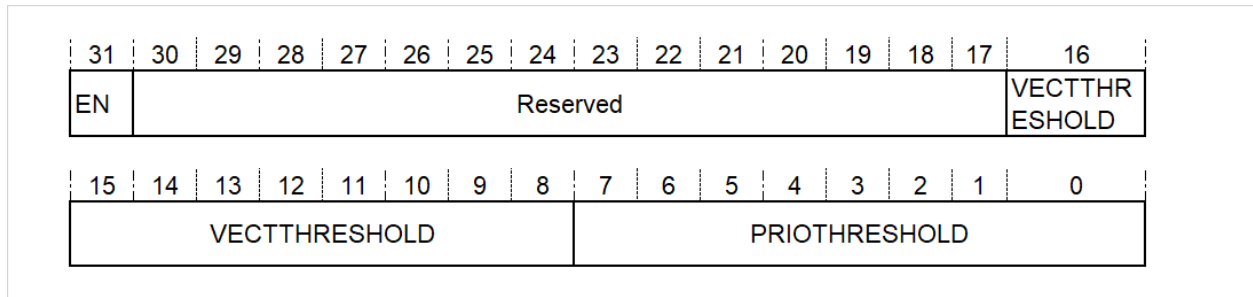 31 30 29 28 27 26 25 24 23 22 21 20 19 18 17 16
EN Reserved VECTTHR
ESHOLD
15 14 13 12 11 10 9 8 7 6 5 4 3 2 1 0
VECTTHRESHOLD PRIOTHRESHOLD